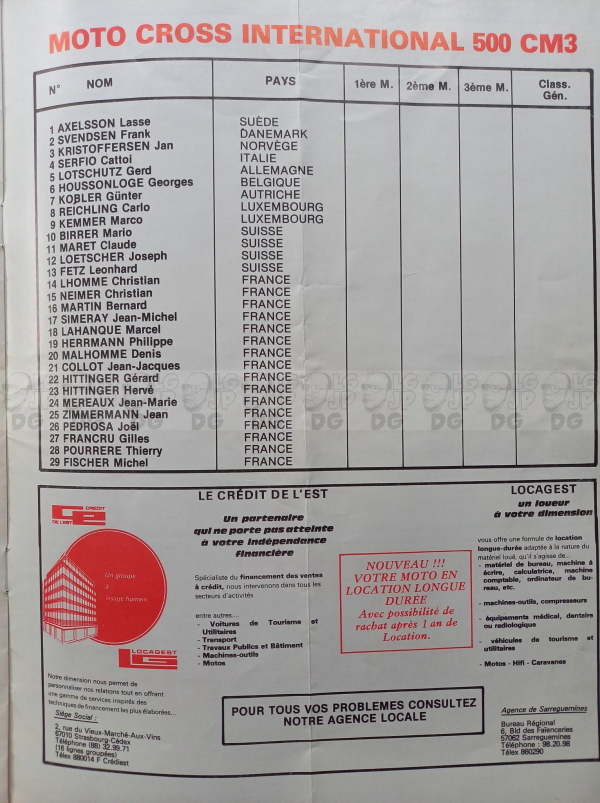 MOTO CROSS INTERNATIONAL 500 CM3
N° NOM PAYS 1ère M. 2ème M. 3ème M. Class. Gén.
1 AXELSSON Lasse SUÈDE
2 SVENDSEN Frank DANEMARK
3 KRISTOFFERSEN Jan NORVÈGE
4 SERFIO Cattoi ITALIE
5 LOTSCHUTZ Gerd ALLEMAGNE
6 HOUSSONLOGE Georges BELGIQUE
7 KOBLER Günter AUTRICHE
8 REICHLING Carlo LUXEMBOURG
9 KEMMER Marco LUXEMBOURG
10 BIRRER Mario SUISSE
11 MARET Claude SUISSE
12 LOETSCHER Joseph SUISSE
13 FETZ Leonhard SUISSE
14 LHOMME Christian FRANCE
15 NEIMER Christian FRANCE
16 MARTIN Bernard FRANCE
17 SIMERAY Jean-Michel FRANCE
18 LAHANQUE Marcel FRANCE
19 HERRMANN Philippe FRANCE
20 MALHOMME Denis FRANCE
21 COLLOT Jean-Jacques FRANCE
22 HITTINGER Gérard FRANCE
23 HITTINGER Hervé FRANCE
24 MEREAUX Jean-Marie FRANCE
25 ZIMMERMANN Jean FRANCE
26 PEDROSA Joël FRANCE
27 FRANCRU Gilles FRANCE
28 POURRERE Thierry FRANCE
29 FISCHER Michel FRANCE
CRÉDIT
DE L'EST
Un groupe
à
visage humain
LOCAGEST
Notre dimension nous permet de
personnaliser nos relations tout en offrant
une gamme de services inspirés des
techniques de financement les plus élaborées...
Siège Social :
2, rue du Vieux-Marché-Aux-Vins
67010 Strasbourg-Cédex
Téléphone (88) 32.99.71
(16 lignes groupées)
Télex 880014 F Crédiest
LE CRÉDIT DE L'EST
Un partenaire
qui ne porte pas atteinte
à votre indépendance
financière
Spécialiste du financement des ventes
à crédit, nous intervenons dans tous les
secteurs d'activités
entre autres...
- Voitures de Tourisme et
Utilitaires
- Transport
- Travaux Publics et Bâtiment
- Machines-outils
- Motos
NOUVEAU !!!
VOTRE MOTO EN
LOCATION LONGUE
DUREE
Avec possibilité de
rachat après 1 an de
Location.
LOCAGEST
un loueur
à votre dimension
vous offre une formule de location
longue-durée adaptée à la nature du
matériel loué, qu'il s'agisse de...
- matériel de bureau, machine à
écrire, calculatrice, machine
comptable, ordinateur de bu-
reau, etc.
- machines-outils, compresseurs
- équipements médical, dentaire
ou radiologique
- véhicules de tourisme et
utilitaires
- Motos - Hifi - Caravanes
POUR TOUS VOS PROBLEMES CONSULTEZ
NOTRE AGENCE LOCALE
Agence de Sarreguemines
Bureau Régional
6, Bld des Faïenceries
57062 Sarreguemines
Téléphone : 98.20.98
Télex 860290